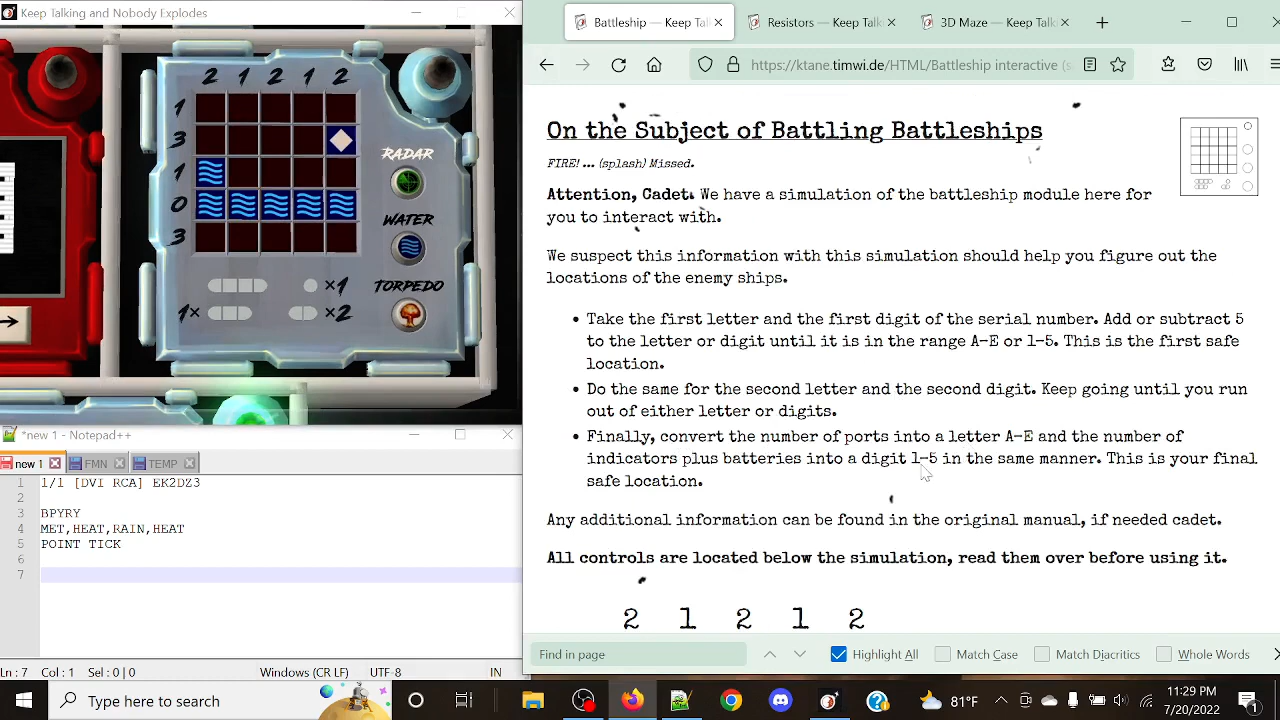 Keep Talking and Nobody Explodes
2 1 2 1 2
1
3
1
0
3
RADAR
WATER
TORPEDO
×1
1×
×2
*new 1 - Notepad++
new 1
FMN
TEMP
1 1/1 [DVI RCA] EK2DZ3
2
3 BPYRY
4 MET,HEAT,RAIN,HEAT
5 POINT TICK
6
7
Ln : 7 Col : 1 Sel : 0 | 0 Windows (CR LF) UTF-8 IN
Battleship — Keep Talk
Resistors — Keep Talk
3D Maze — Keep Talk
https://ktane.timwi.de/HTML/Battleship interactive (s
On the Subject of Battling Battleships
FIRE! ... (splash) Missed.
Attention, Cadet. We have a simulation of the battleship module here for
you to interact with.
We suspect this information with this simulation should help you figure out the
locations of the enemy ships.
• Take the first letter and the first digit of the serial number. Add or subtract 5
to the letter or digit until it is in the range A-E or 1-5. This is the first safe
location.
• Do the same for the second letter and the second digit. Keep going until you run
out of either letter or digits.
• Finally, convert the number of ports into a letter A-E and the number of
indicators plus batteries into a digit 1-5 in the same manner. This is your final
safe location.
Any additional information can be found in the original manual, if needed cadet.
All controls are located below the simulation, read them over before using it.
2 1 2 1 2
Find in page
Highlight All
Match Case
Match Diacritics
Whole Words
Type here to search
81°F
11:29 PM
7/20/2022